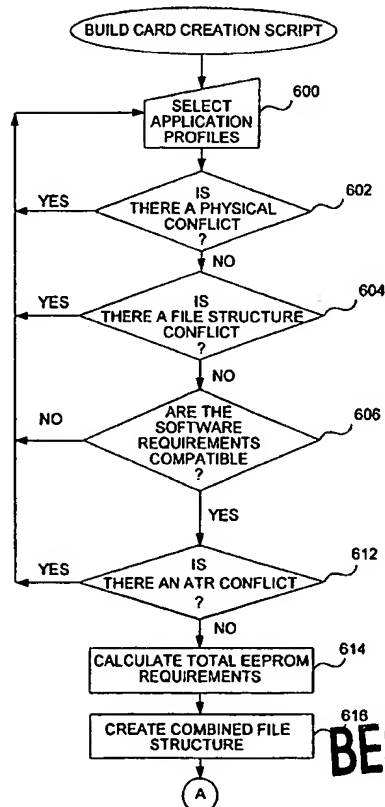 BUILD CARD CREATION SCRIPT
SELECT
APPLICATION
PROFILES
600
IS
THERE A PHYSICAL
CONFLICT
?
602
YES
NO
IS
THERE A FILE STRUCTURE
CONFLICT
?
604
YES
NO
ARE THE
SOFTWARE
REQUIREMENTS
COMPATIBLE
?
606
NO
YES
IS
THERE AN ATR CONFLICT
?
612
YES
NO
CALCULATE TOTAL EEPROM
REQUIREMENTS
614
CREATE COMBINED FILE
STRUCTURE
BES
A